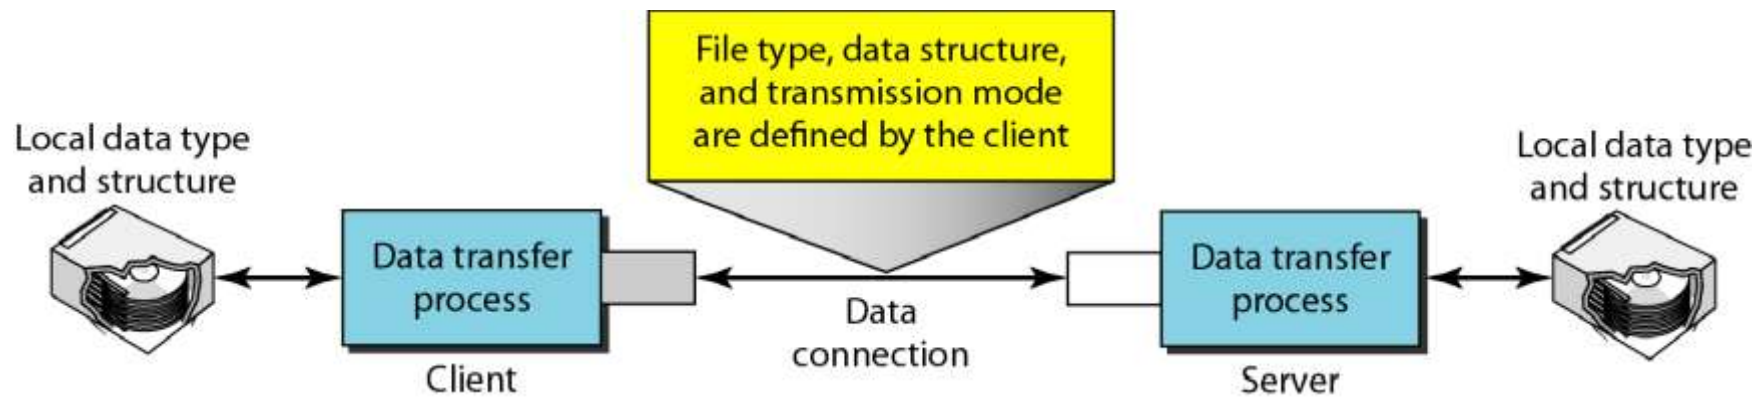 File type, data structure,
and transmission mode
are defined by the client
Local data type
and structure
Local data type
and structure
Data transfer
process
Data transfer
process
Data
connection
Client
Server